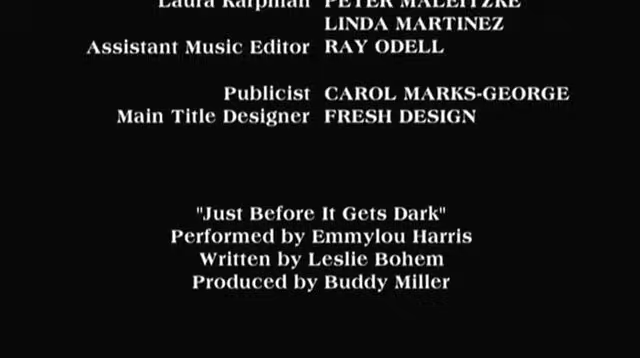 Laura Karpman PETER MALEITZKE
LINDA MARTINEZ
Assistant Music Editor RAY ODELL
Publicist CAROL MARKS-GEORGE
Main Title Designer FRESH DESIGN
"Just Before It Gets Dark"
Performed by Emmylou Harris
Written by Leslie Bohem
Produced by Buddy Miller